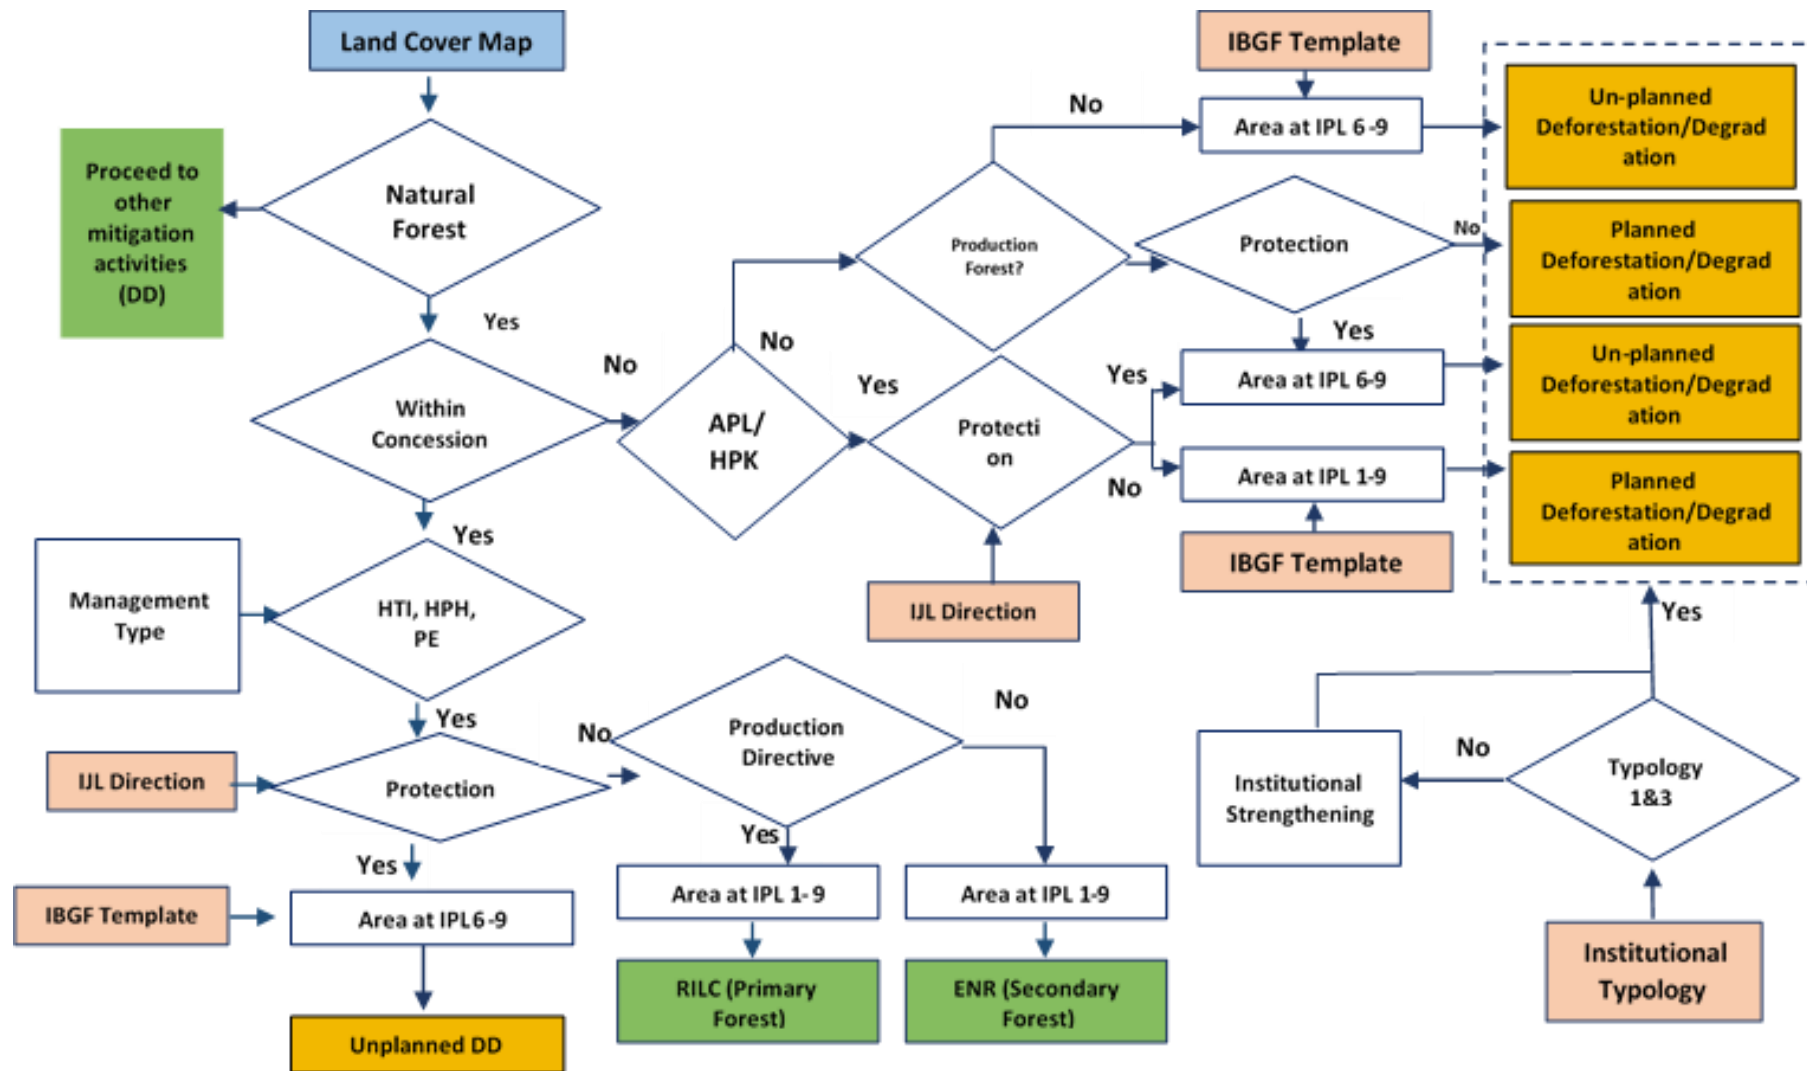 Land Cover Map
IBGF Template
No
Area at IPL 6-9
Un-planned
Deforestation/Degrad
ation
Proceed to
other
mitigation
activities
(DD)
Natural
Forest
Production
Forest?
Protection
No
Planned
Deforestation/Degrad
ation
Yes
No
No
Yes
Within
Concession
APL/
HPK
Yes
Protecti
on
Yes
Area at IPL 6-9
Un-planned
Deforestation/Degrad
ation
No
Area at IPL 1-9
Planned
Deforestation/Degrad
ation
IBGF Template
Yes
Management
Type
HTI, HPH,
PE
IJL Direction
Yes
Yes
No
Production
Directive
No
IJL Direction
Protection
Institutional
Strengthening
No
Typology
1&3
Yes
Yes
IBGF Template
Area at IPL6-9
Area at IPL 1-9
Area at IPL 1-9
Institutional
Typology
RILC (Primary
Forest)
ENR (Secondary
Forest)
Unplanned DD